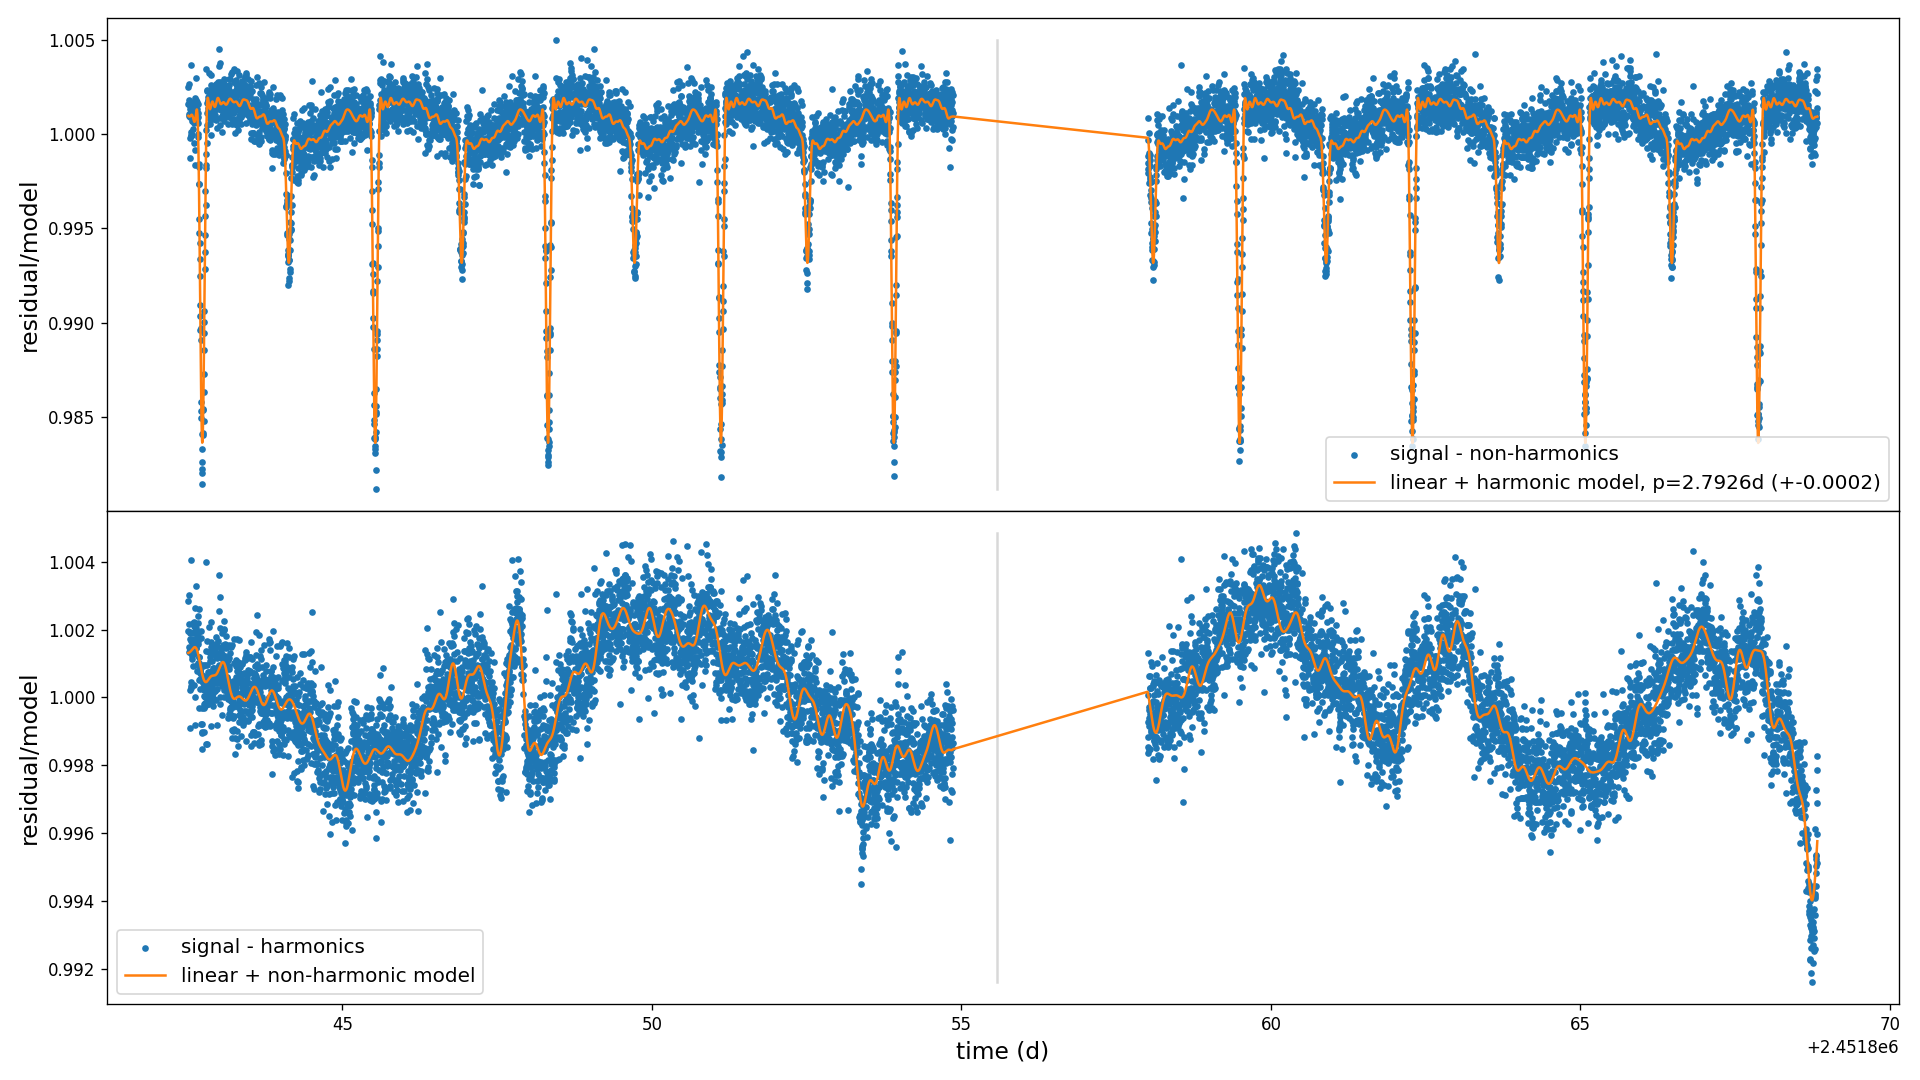 1.005
1.000
0.995
0.990
0.985
residual/model
signal - non-harmonics
linear + harmonic model, p=2.7926d (+-0.0002)
1.004
1.002
1.000
0.998
0.996
0.994
0.992
residual/model
signal - harmonics
linear + non-harmonic model
45 50 55 60 65 70
time (d)
+2.4518e6